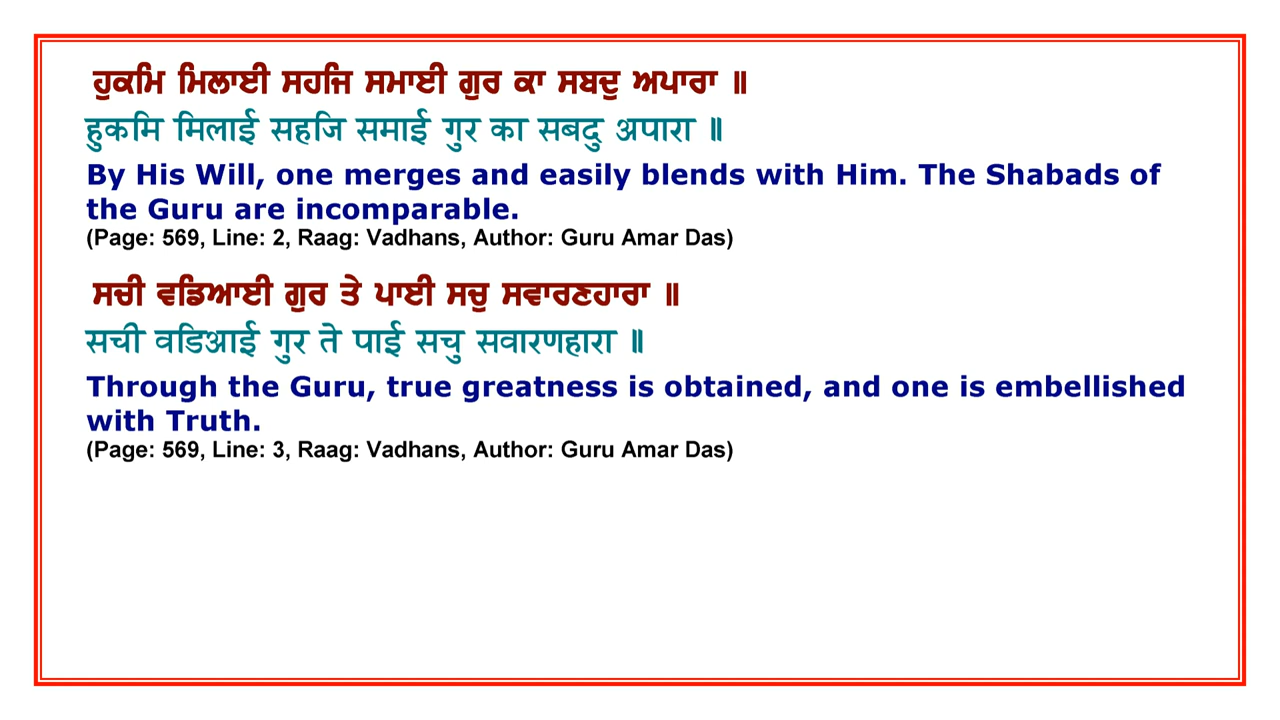 ਹੁਕਮਿ ਮਿਲਾਈ ਸਹਜਿ ਸਮਾਈ ਗੁਰ ਕਾ ਸਬਦੁ ਅਪਾਰਾ ॥
हुकमि मिलाई सहजि समाई गुर का सबदु अपारा ॥
By His Will, one merges and easily blends with Him. The Shabads of
the Guru are incomparable.
(Page: 569, Line: 2, Raag: Vadhans, Author: Guru Amar Das)
ਸਚੀ ਵਡਿਆਈ ਗੁਰ ਤੇ ਪਾਈ ਸਚੁ ਸਵਾਰਣਹਾਰਾ ॥
सची वडिआई गुर ते पाई सचु सवारणहारा ॥
Through the Guru, true greatness is obtained, and one is embellished
with Truth.
(Page: 569, Line: 3, Raag: Vadhans, Author: Guru Amar Das)